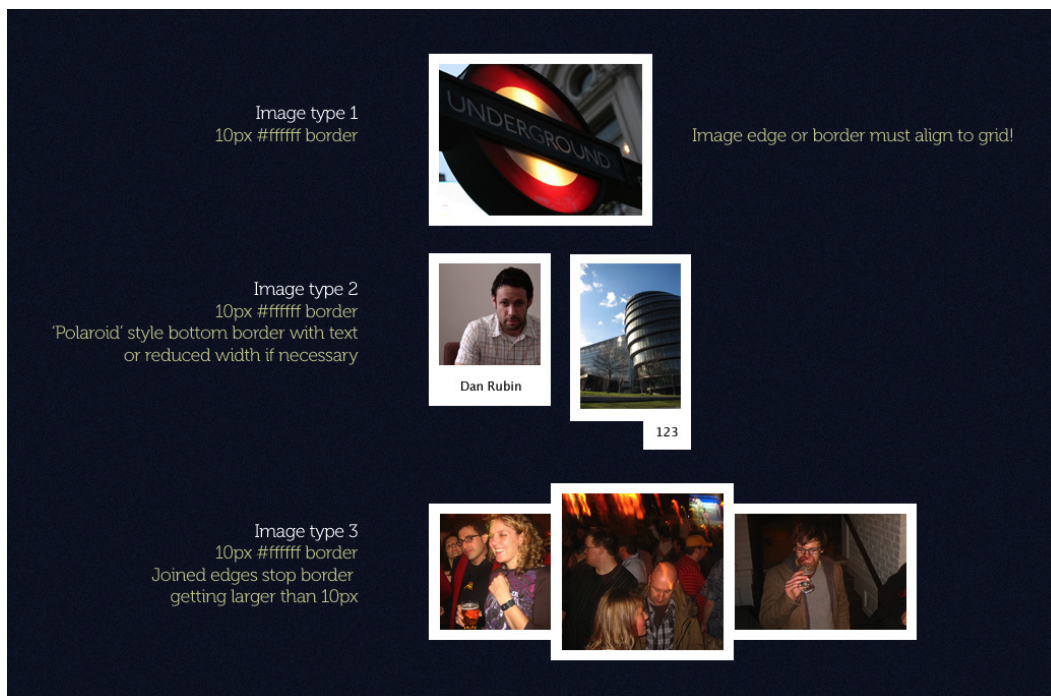 Image type 1
10px #ffffff border
UNDERGROUND
Image edge or border must align to grid!
Image type 2
10px #ffffff border
‘Polaroid’ style bottom border with text
or reduced width if necessary
Dan Rubin
123
Image type 3
10px #ffffff border
Joined edges stop border
getting larger than 10px